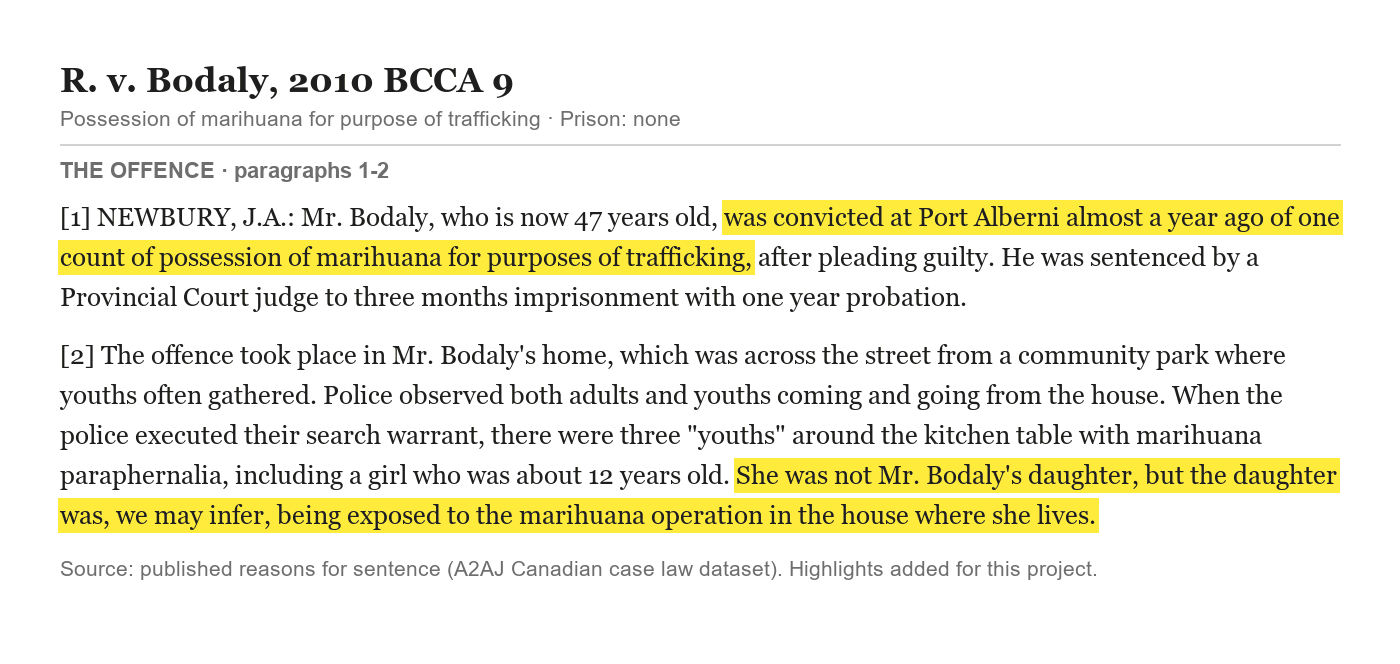 R. v. Bodaly, 2010 BCCA 9
Possession of marihuana for purpose of trafficking · Prison: none
THE OFFENCE · paragraphs 1-2
[1] NEWBURY, J.A.: Mr. Bodaly, who is now 47 years old, was convicted at Port Alberni almost a year ago of one
count of possession of marihuana for purposes of trafficking, after pleading guilty. He was sentenced by a
Provincial Court judge to three months imprisonment with one year probation.
[2] The offence took place in Mr. Bodaly's home, which was across the street from a community park where
youths often gathered. Police observed both adults and youths coming and going from the house. When the
police executed their search warrant, there were three "youths" around the kitchen table with marihuana
paraphernalia, including a girl who was about 12 years old. She was not Mr. Bodaly's daughter, but the daughter
was, we may infer, being exposed to the marihuana operation in the house where she lives.
Source: published reasons for sentence (A2AJ Canadian case law dataset). Highlights added for this project.